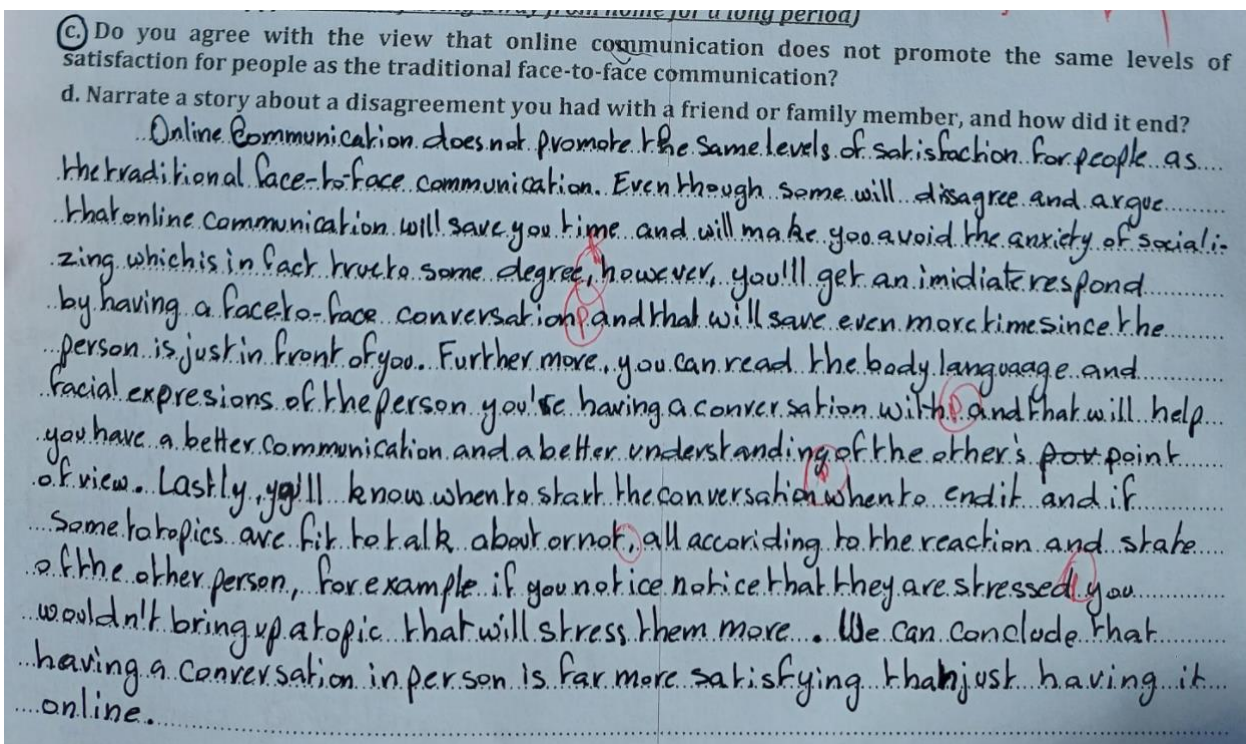 from home for a long period)
c. Do you agree with the view that online communication does not promote the same levels of
satisfaction for people as the traditional face-to-face communication?
d. Narrate a story about a disagreement you had with a friend or family member, and how did it end?
Online Communication does not promote the same levels of satisfaction for people as
the traditional face-to-face communication. Even though some will dissagree and argue
that online communication will save you time and will make you avoid the anxiety of sociali-
zing which is in fact true to some degree, however, you'll get an imidiate respond
by having a face to-face conversation and that will save even more time since the
person is just in front of you. Further more, you can read the body languaage and
facial expresions of the person you're having a conversation with and that will help
you have a better communication and a better understanding of the other's pov point
of view. Lastly, you'll know when to start the conversation when to end it and if
some to topics are fit to talk about or not, all accoriding to the reaction and state
of the other person, for example if you notice notice that they are stressed you
wouldn't bring up a topic that will stress them more. We can conclude that
having a conversation in person is far more satisfying than just having it
online.